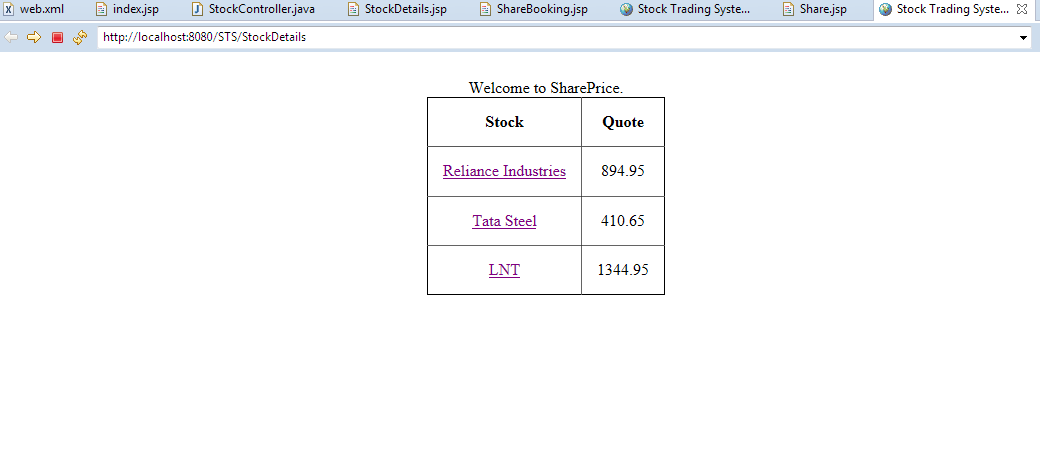 web.xml index.jsp StockController.java StockDetails.jsp ShareBooking.jsp Stock Trading Syste... Share.jsp Stock Trading Syste...
http://localhost:8080/STS/StockDetails
Welcome to SharePrice.
Stock Quote
Reliance Industries 894.95
Tata Steel 410.65
LNT 1344.95